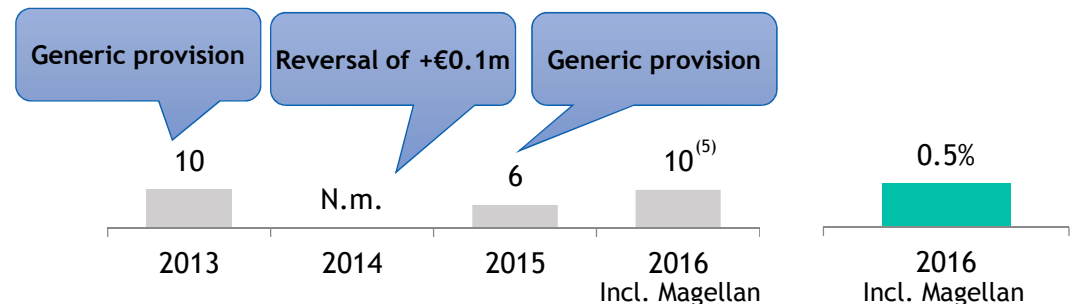 Generic provision
Reversal of +€0.1m
Generic provision
10
N.m.
6
10(5)
0.5%
2013
2014
2015
2016
Incl. Magellan
2016
Incl. Magellan